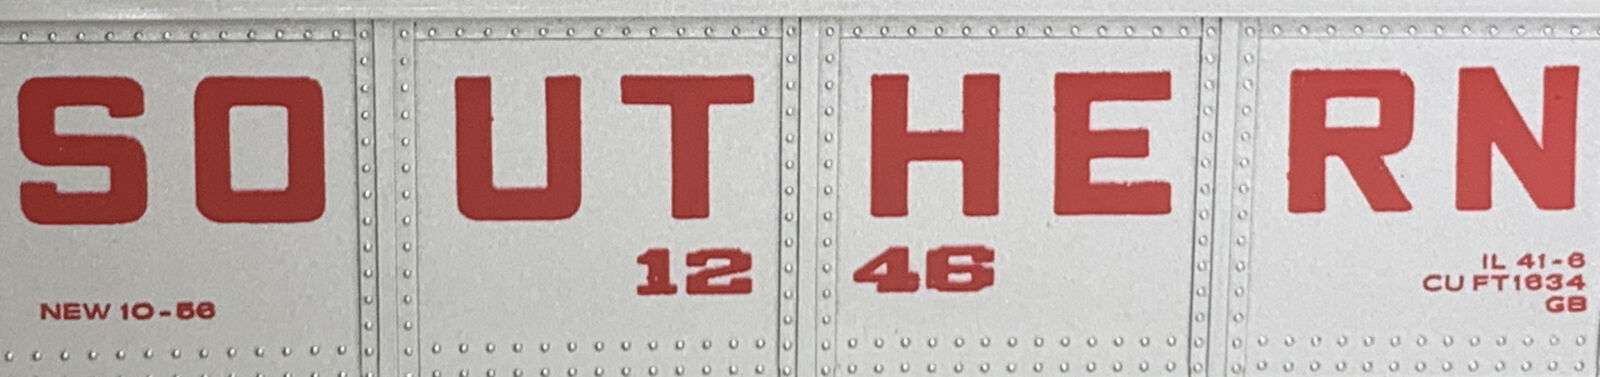 SOUTHERN
12 46
NEW 10-56
IL 41-6
CU FT1634
GB